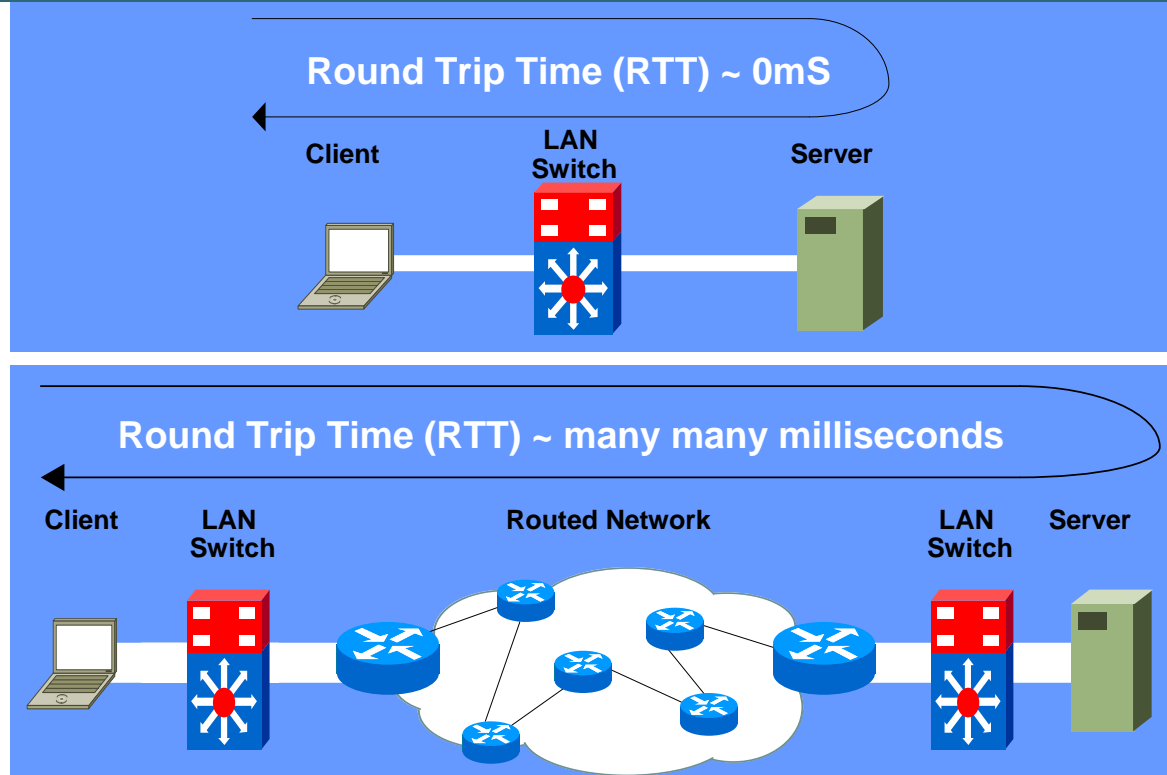 Round Trip Time (RTT) ~ 0mS
Client
LAN
Switch
Server
Round Trip Time (RTT) ~ many many milliseconds
Client
LAN
Switch
Routed Network
LAN
Switch
Server